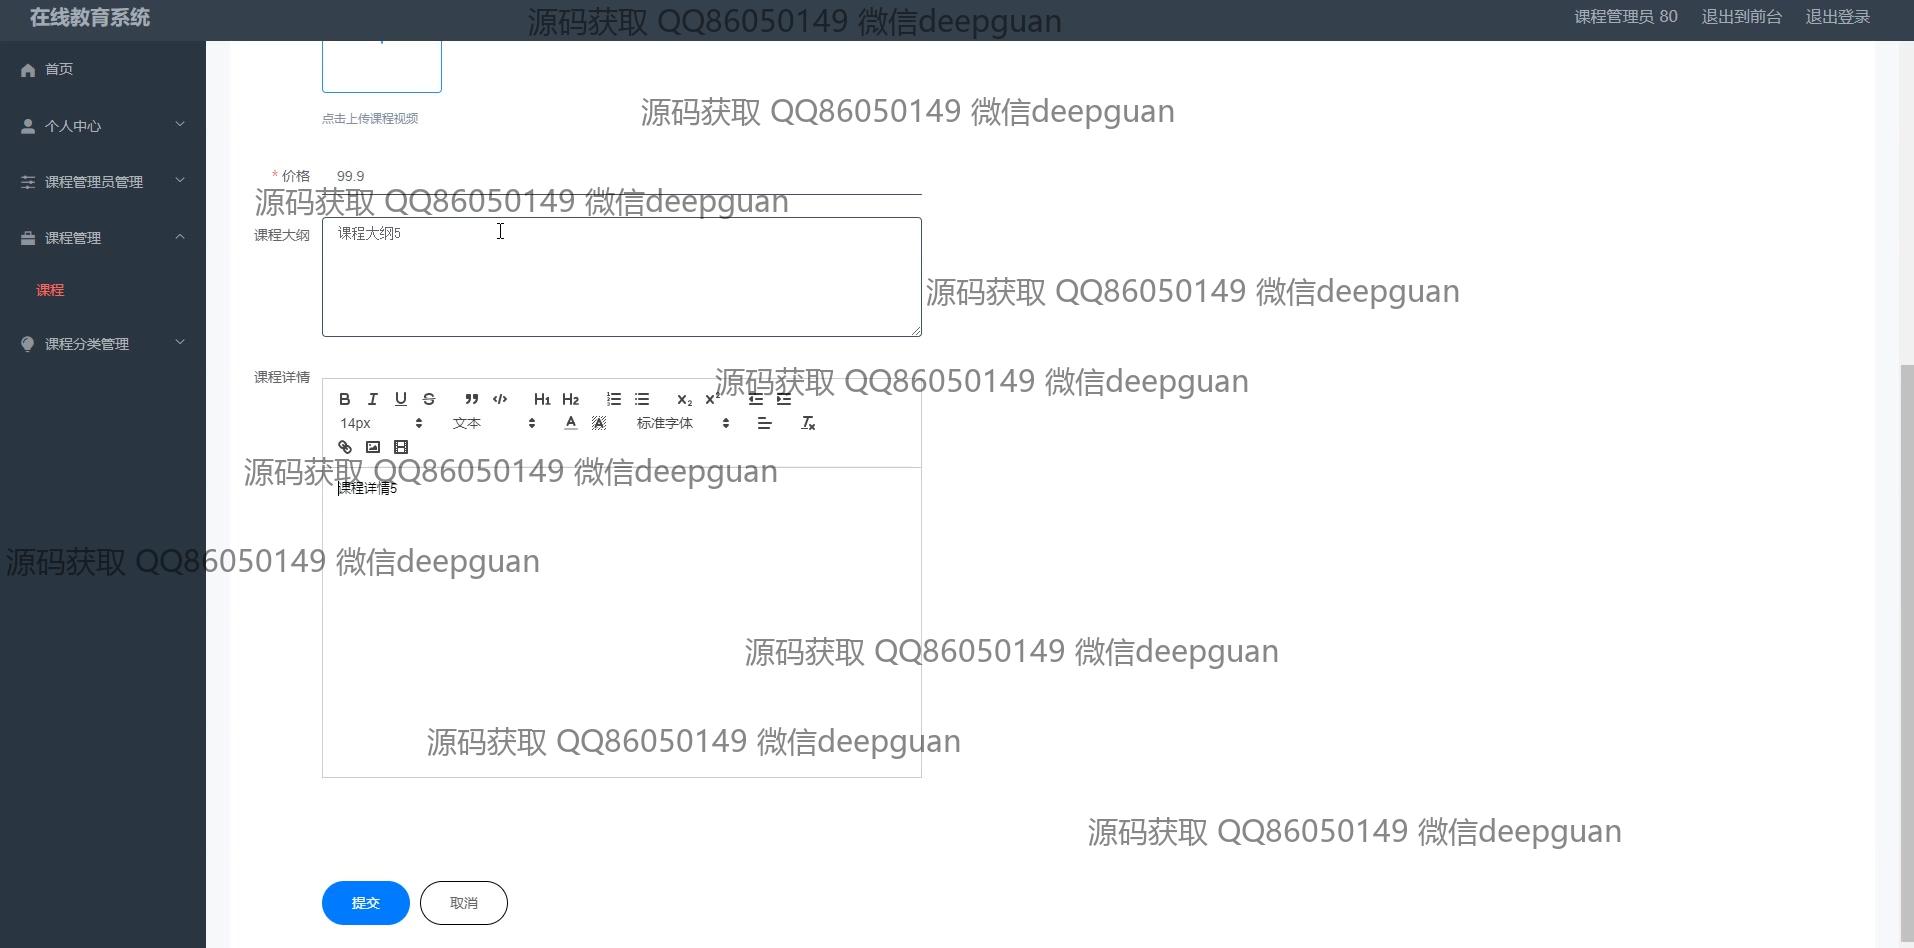 在线教育系统
源码获取 QQ86050149 微信deepguan
课程管理员 80
退出到前台
退出登录
首页
个人中心
课程管理员管理
课程管理
课程
课程分类管理
点击上传课程视频
源码获取 QQ86050149 微信deepguan
* 价格
99.9
源码获取 QQ86050149 微信deepguan
课程大纲
课程大纲5
源码获取 QQ86050149 微信deepguan
课程详情
源码获取 QQ86050149 微信deepguan
B I U S H1 H2 X2 X2
14px 文本 A A 标准字体 Tx
源码获取 QQ86050149 微信deepguan
课程详情5
源码获取 QQ86050149 微信deepguan
源码获取 QQ86050149 微信deepguan
源码获取 QQ86050149 微信deepguan
源码获取 QQ86050149 微信deepguan
提交
取消